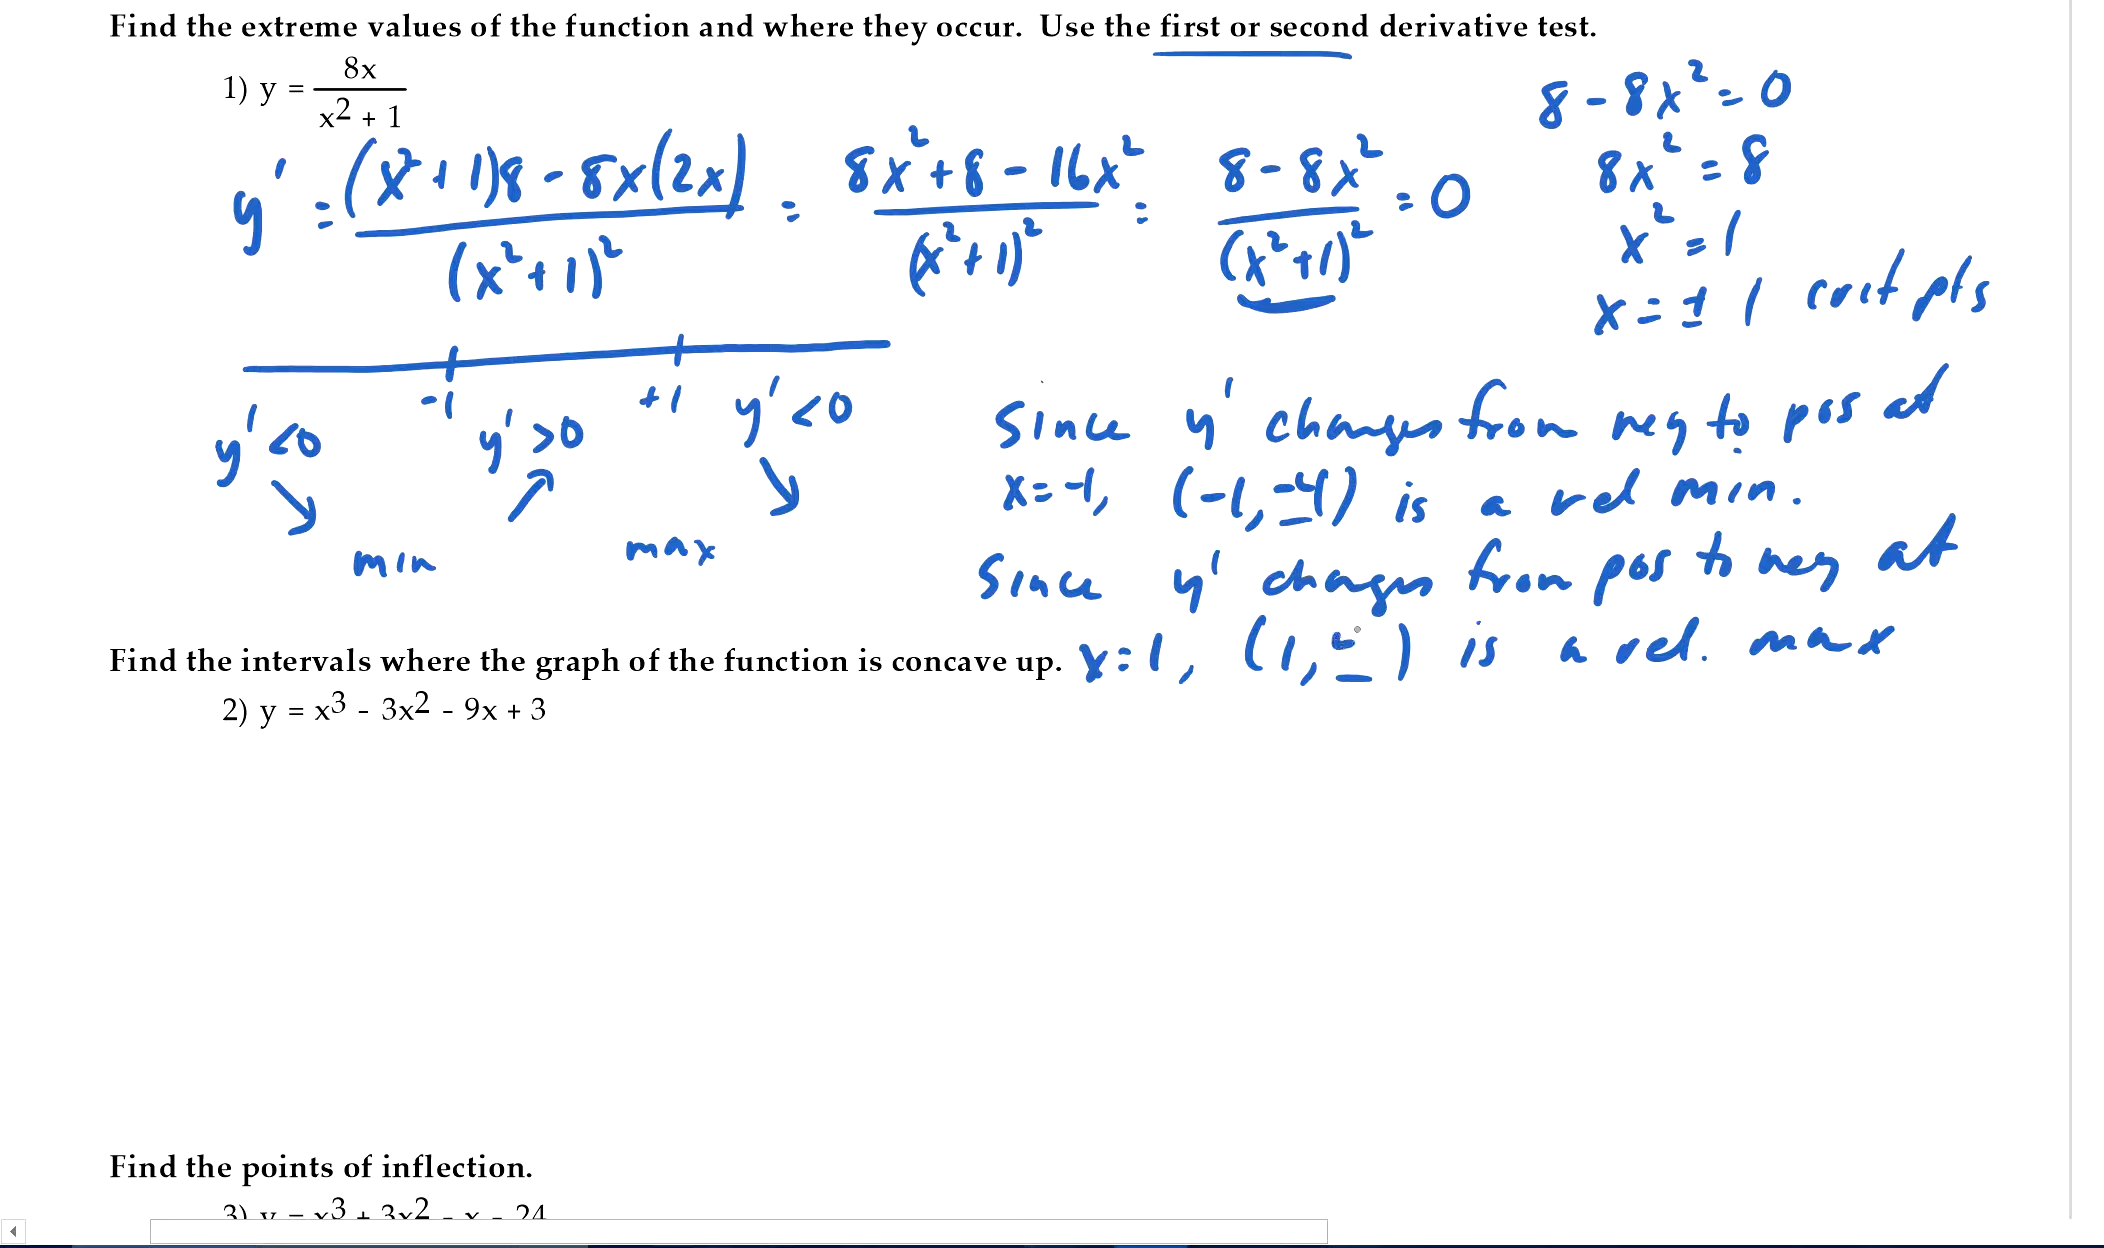 Find the extreme values of the function and where they occur. Use the first or second derivative test.
1) y = 8x / (x² + 1)
y' = ((x²+1)8 - 8x(2x)) / (x²+1)² = (8x²+8-16x²) / (x²+1)² = (8-8x²) / (x²+1)² = 0
8 - 8x² = 0
8x² = 8
x² = 1
x = ± 1 crit pts
-1 +1
y' <0 y' >0 y' <0
min max
Since y' changes from neg to pos at
x=-1, (-1,-4) is a rel min.
Since y' changes from pos to neg at
x=1, (1, ) is a rel. max
Find the intervals where the graph of the function is concave up.
2) y = x³ - 3x² - 9x + 3
Find the points of inflection.
3) y = x³ + 3x² - x - 24